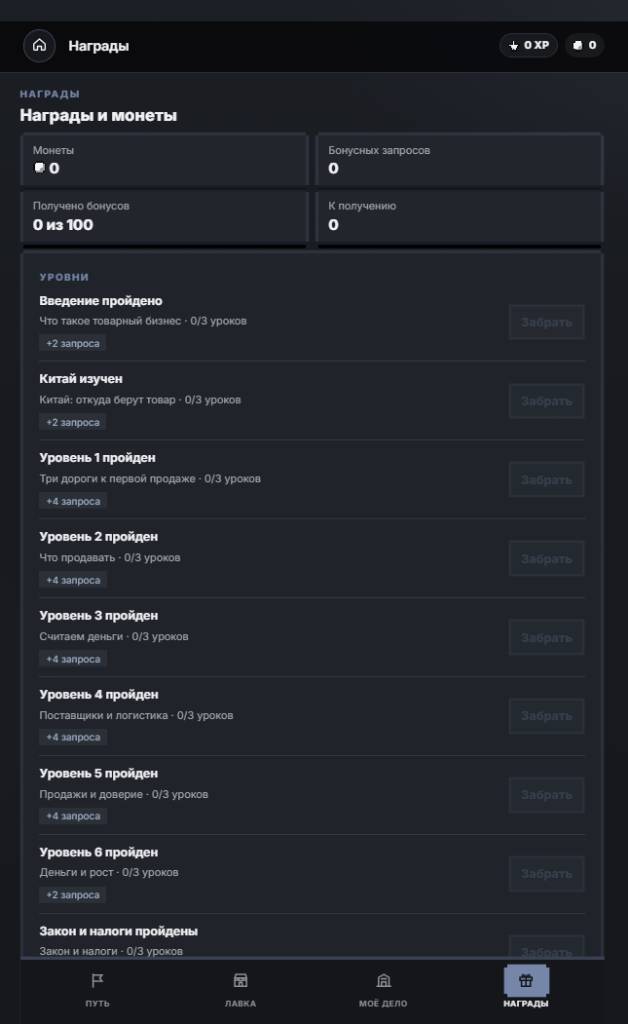 Награды
0 XP
0
НАГРАДЫ
Награды и монеты
Монеты
0
Бонусных запросов
0
Получено бонусов
0 из 100
К получению
0
УРОВНИ
Введение пройдено
Что такое товарный бизнес · 0/3 уроков
+2 запроса
Забрать
Китай изучен
Китай: откуда берут товар · 0/3 уроков
+2 запроса
Забрать
Уровень 1 пройден
Три дороги к первой продаже · 0/3 уроков
+4 запроса
Забрать
Уровень 2 пройден
Что продавать · 0/3 уроков
+4 запроса
Забрать
Уровень 3 пройден
Считаем деньги · 0/3 уроков
+4 запроса
Забрать
Уровень 4 пройден
Поставщики и логистика · 0/3 уроков
+4 запроса
Забрать
Уровень 5 пройден
Продажи и доверие · 0/3 уроков
+4 запроса
Забрать
Уровень 6 пройден
Деньги и рост · 0/3 уроков
+2 запроса
Забрать
Закон и налоги пройдены
Закон и налоги · 0/3 уроков
Забрать
ПУТЬ
ЛАВКА
МОЁ ДЕЛО
НАГРАДЫ